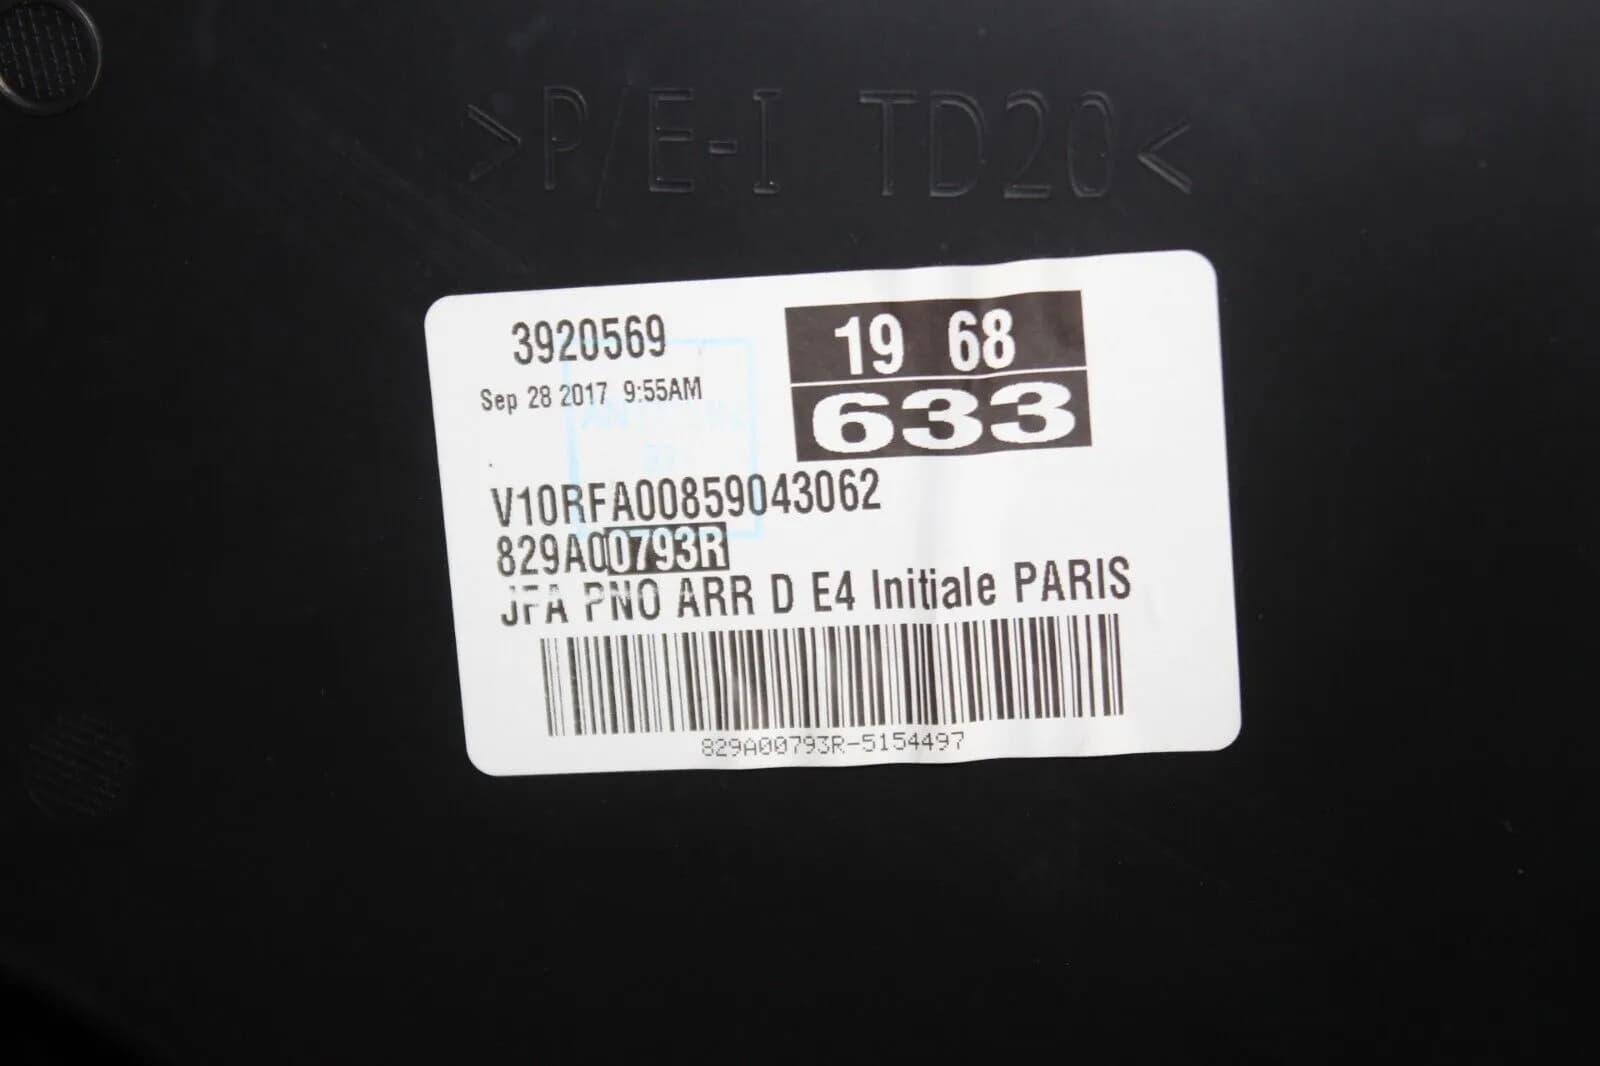 >P/E-I TD20<
3920569
19 68
Sep 28 2017 9:55AM
633
V10RFA00859043062
829A00793R
JFA PNO ARR D E4 Initiale PARIS
829A00793R-5154497